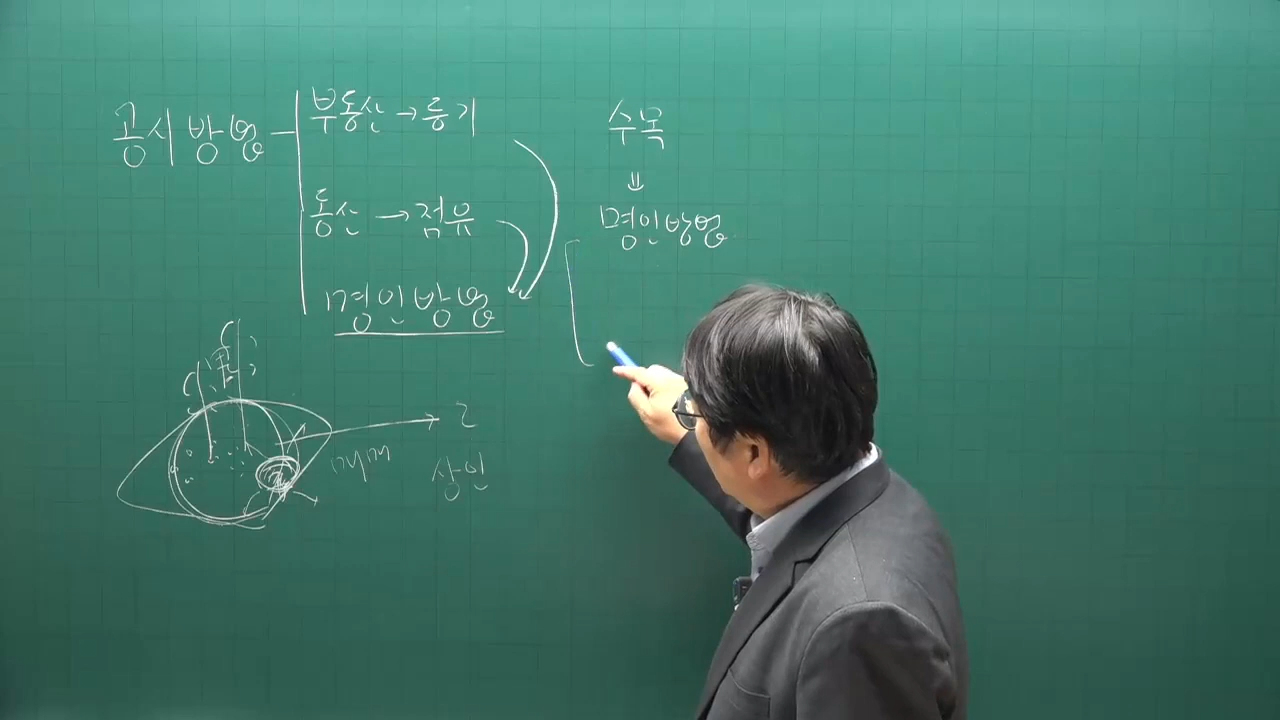 공시방법
부동산 → 등기
동산 → 점유
명인방법
수목
⇓
명인방법
매매
상인